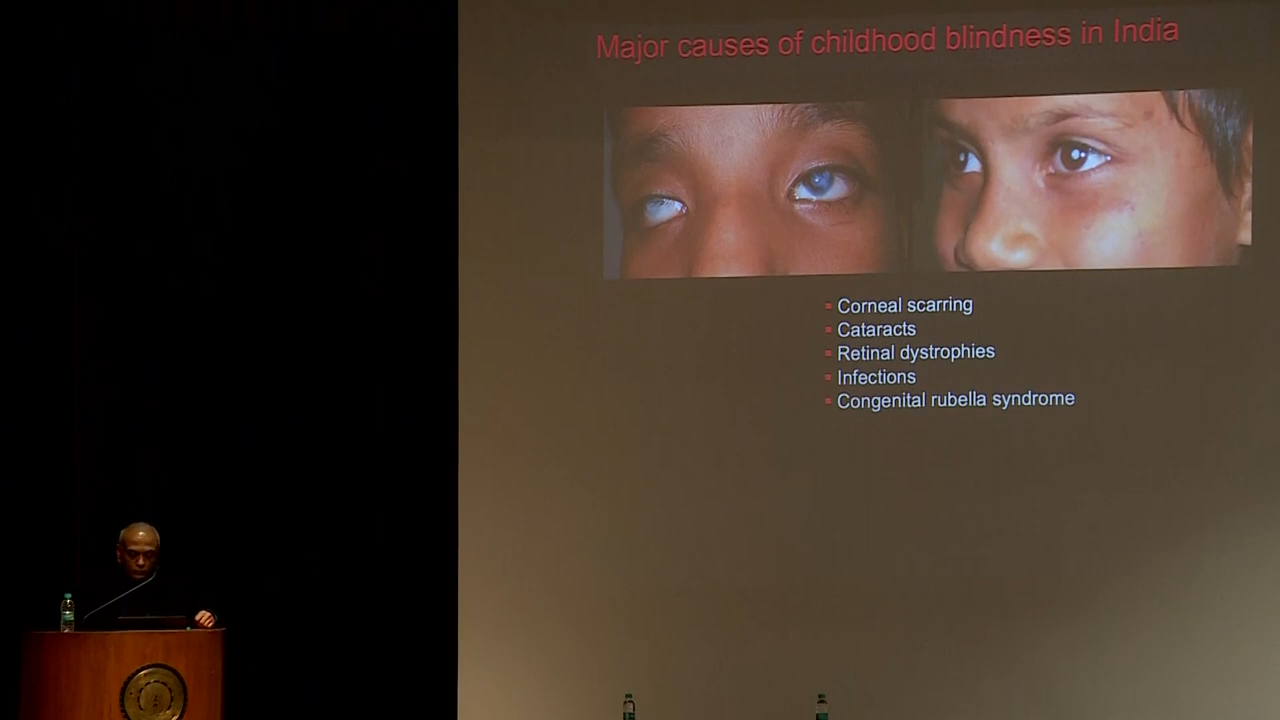 Major causes of childhood blindness in India
Corneal scarring
Cataracts
Retinal dystrophies
Infections
Congenital rubella syndrome